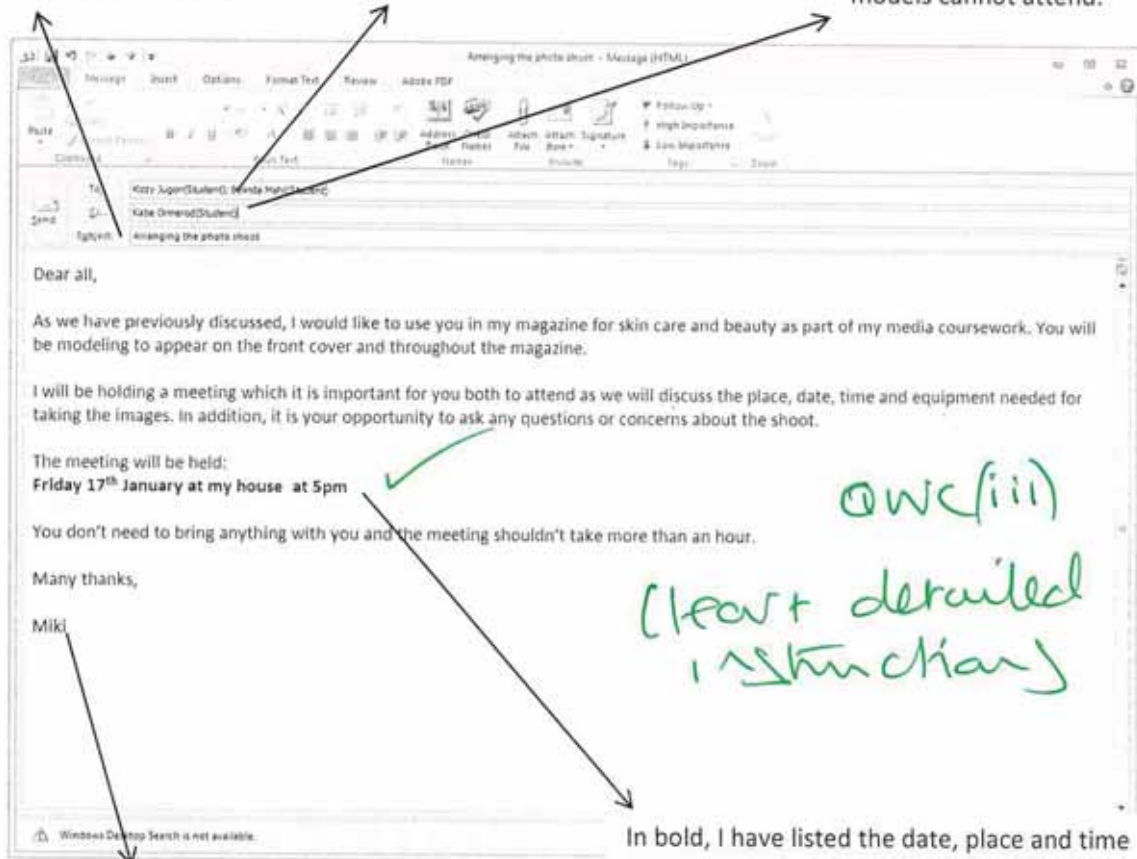 models cannot attend.
Arranging the photo shoot - Message (HTML)
Message Insert Options Format Text Review Adobe PDF
Paste
Address Book Check Names Attach File Attach Item Signature
Follow Up
High Importance
Low Importance
Names Include Tags Zoom
Send
To
Katie Ormerod(Student)
Subject: Arranging the photo shoot
Dear all,
As we have previously discussed, I would like to use you in my magazine for skin care and beauty as part of my media coursework. You will
be modeling to appear on the front cover and throughout the magazine.
I will be holding a meeting which it is important for you both to attend as we will discuss the place, date, time and equipment needed for
taking the images. In addition, it is your opportunity to ask any questions or concerns about the shoot.
The meeting will be held:
Friday 17th January at my house at 5pm
QWC(iii)
You don't need to bring anything with you and the meeting shouldn't take more than an hour.
Many thanks,
Clear + detailed
Miki
instructions
Windows Desktop Search is not available.
In bold, I have listed the date, place and time